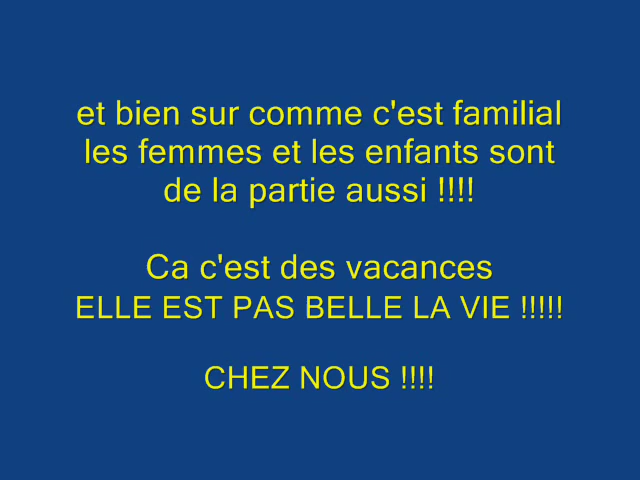 et bien sur comme c'est familial
les femmes et les enfants sont
de la partie aussi !!!!
Ca c'est des vacances
ELLE EST PAS BELLE LA VIE !!!!!
CHEZ NOUS !!!!